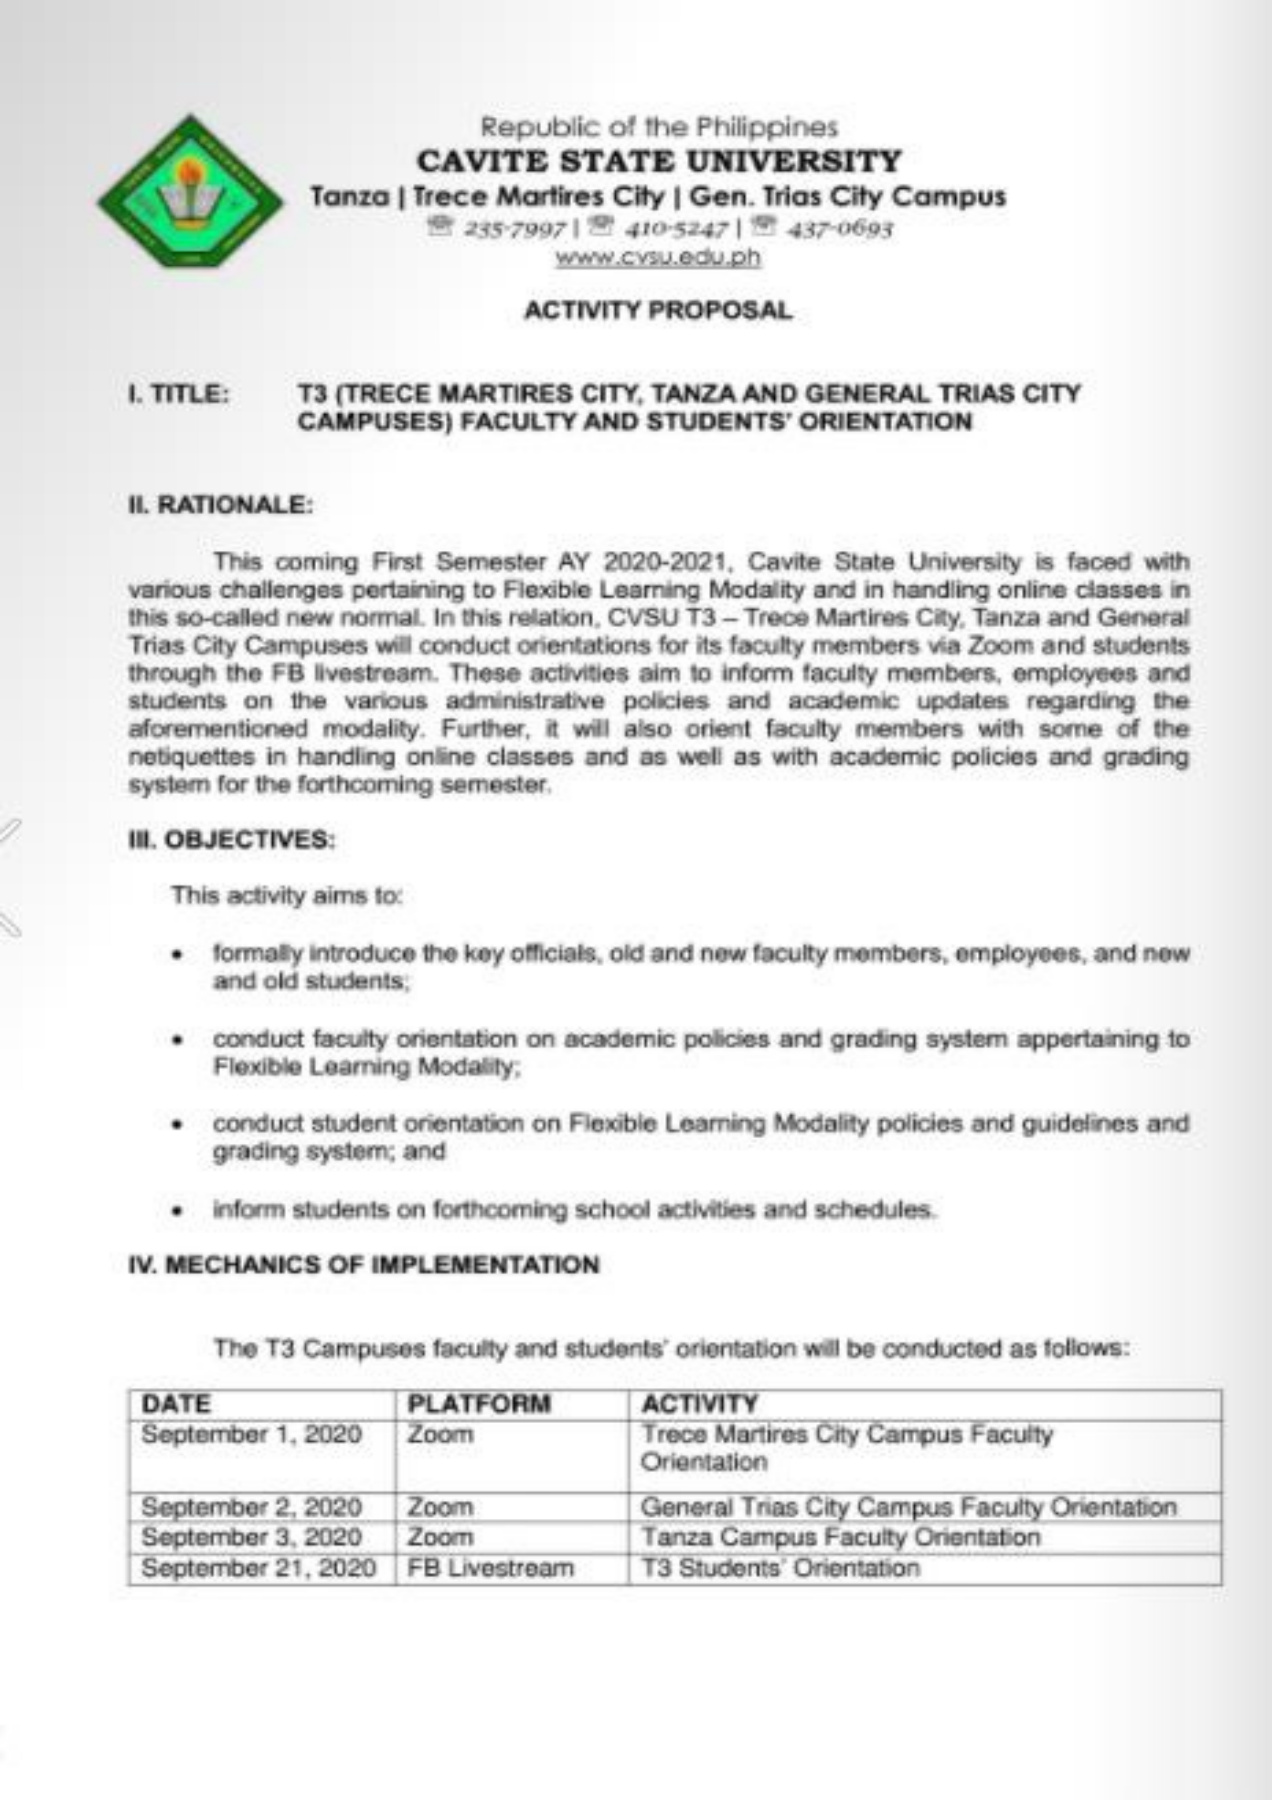 Republic of the Philippines
CAVITE STATE UNIVERSITY
Tanza | Trece Martires City | Gen. Trias City Campus
☏ 235-7997 | ☏ 410-5247 | ☏ 437-0693
www.cvsu.edu.ph
ACTIVITY PROPOSAL
I. TITLE: T3 (TRECE MARTIRES CITY, TANZA AND GENERAL TRIAS CITY
CAMPUSES) FACULTY AND STUDENTS' ORIENTATION
II. RATIONALE:
This coming First Semester AY 2020-2021, Cavite State University is faced with
various challenges pertaining to Flexible Learning Modality and in handling online classes in
this so-called new normal. In this relation, CVSU T3 – Trece Martires City, Tanza and General
Trias City Campuses will conduct orientations for its faculty members via Zoom and students
through the FB livestream. These activities aim to inform faculty members, employees and
students on the various administrative policies and academic updates regarding the
aforementioned modality. Further, it will also orient faculty members with some of the
netiquettes in handling online classes and as well as with academic policies and grading
system for the forthcoming semester.
III. OBJECTIVES:
This activity aims to:
• formally introduce the key officials, old and new faculty members, employees, and new
and old students;
• conduct faculty orientation on academic policies and grading system appertaining to
Flexible Learning Modality;
• conduct student orientation on Flexible Learning Modality policies and guidelines and
grading system; and
• inform students on forthcoming school activities and schedules.
IV. MECHANICS OF IMPLEMENTATION
The T3 Campuses faculty and students' orientation will be conducted as follows:
DATE PLATFORM ACTIVITY
September 1, 2020 Zoom Trece Martires City Campus Faculty
Orientation
September 2, 2020 Zoom General Trias City Campus Faculty Orientation
September 3, 2020 Zoom Tanza Campus Faculty Orientation
September 21, 2020 FB Livestream T3 Students' Orientation